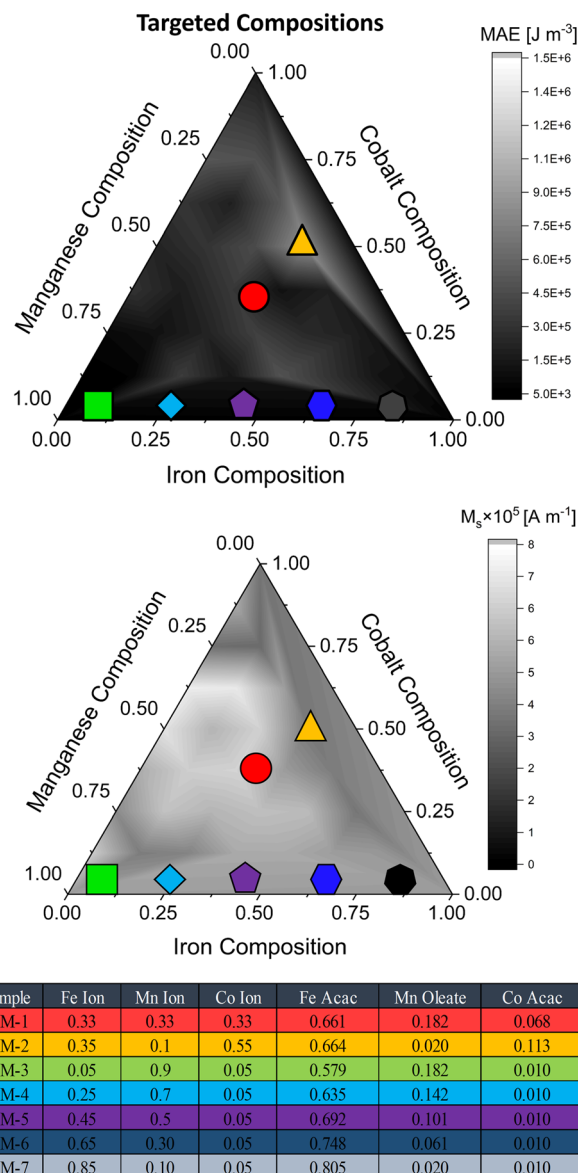 Targeted Compositions
MAE [J m⁻³]
0.00
1.00
0.25
0.75
0.50
0.50
0.75
0.25
1.00
0.00
Manganese Composition
Cobalt Composition
0.00 0.25 0.50 0.75 1.00
Iron Composition
1.5E+6
1.4E+6
1.2E+6
1.1E+6
9.0E+5
7.5E+5
6.0E+5
4.5E+5
3.0E+5
1.5E+5
5.0E+3
Mₛ×10⁵ [A m⁻¹]
0.00
1.00
0.25
0.75
0.50
0.50
0.75
0.25
1.00
0.00
Manganese Composition
Cobalt Composition
0.00 0.25 0.50 0.75 1.00
Iron Composition
8
7
6
6
5
4
3
2
2
1
0
mple Fe Ion Mn Ion Co Ion Fe Acac Mn Oleate Co Acac
M-1 0.33 0.33 0.33 0.661 0.182 0.068
M-2 0.35 0.1 0.55 0.664 0.020 0.113
M-3 0.05 0.9 0.05 0.579 0.182 0.010
M-4 0.25 0.7 0.05 0.635 0.142 0.010
M-5 0.45 0.5 0.05 0.692 0.101 0.010
M-6 0.65 0.30 0.05 0.748 0.061 0.010
M-7 0.85 0.10 0.05 0.805 0.020 0.010